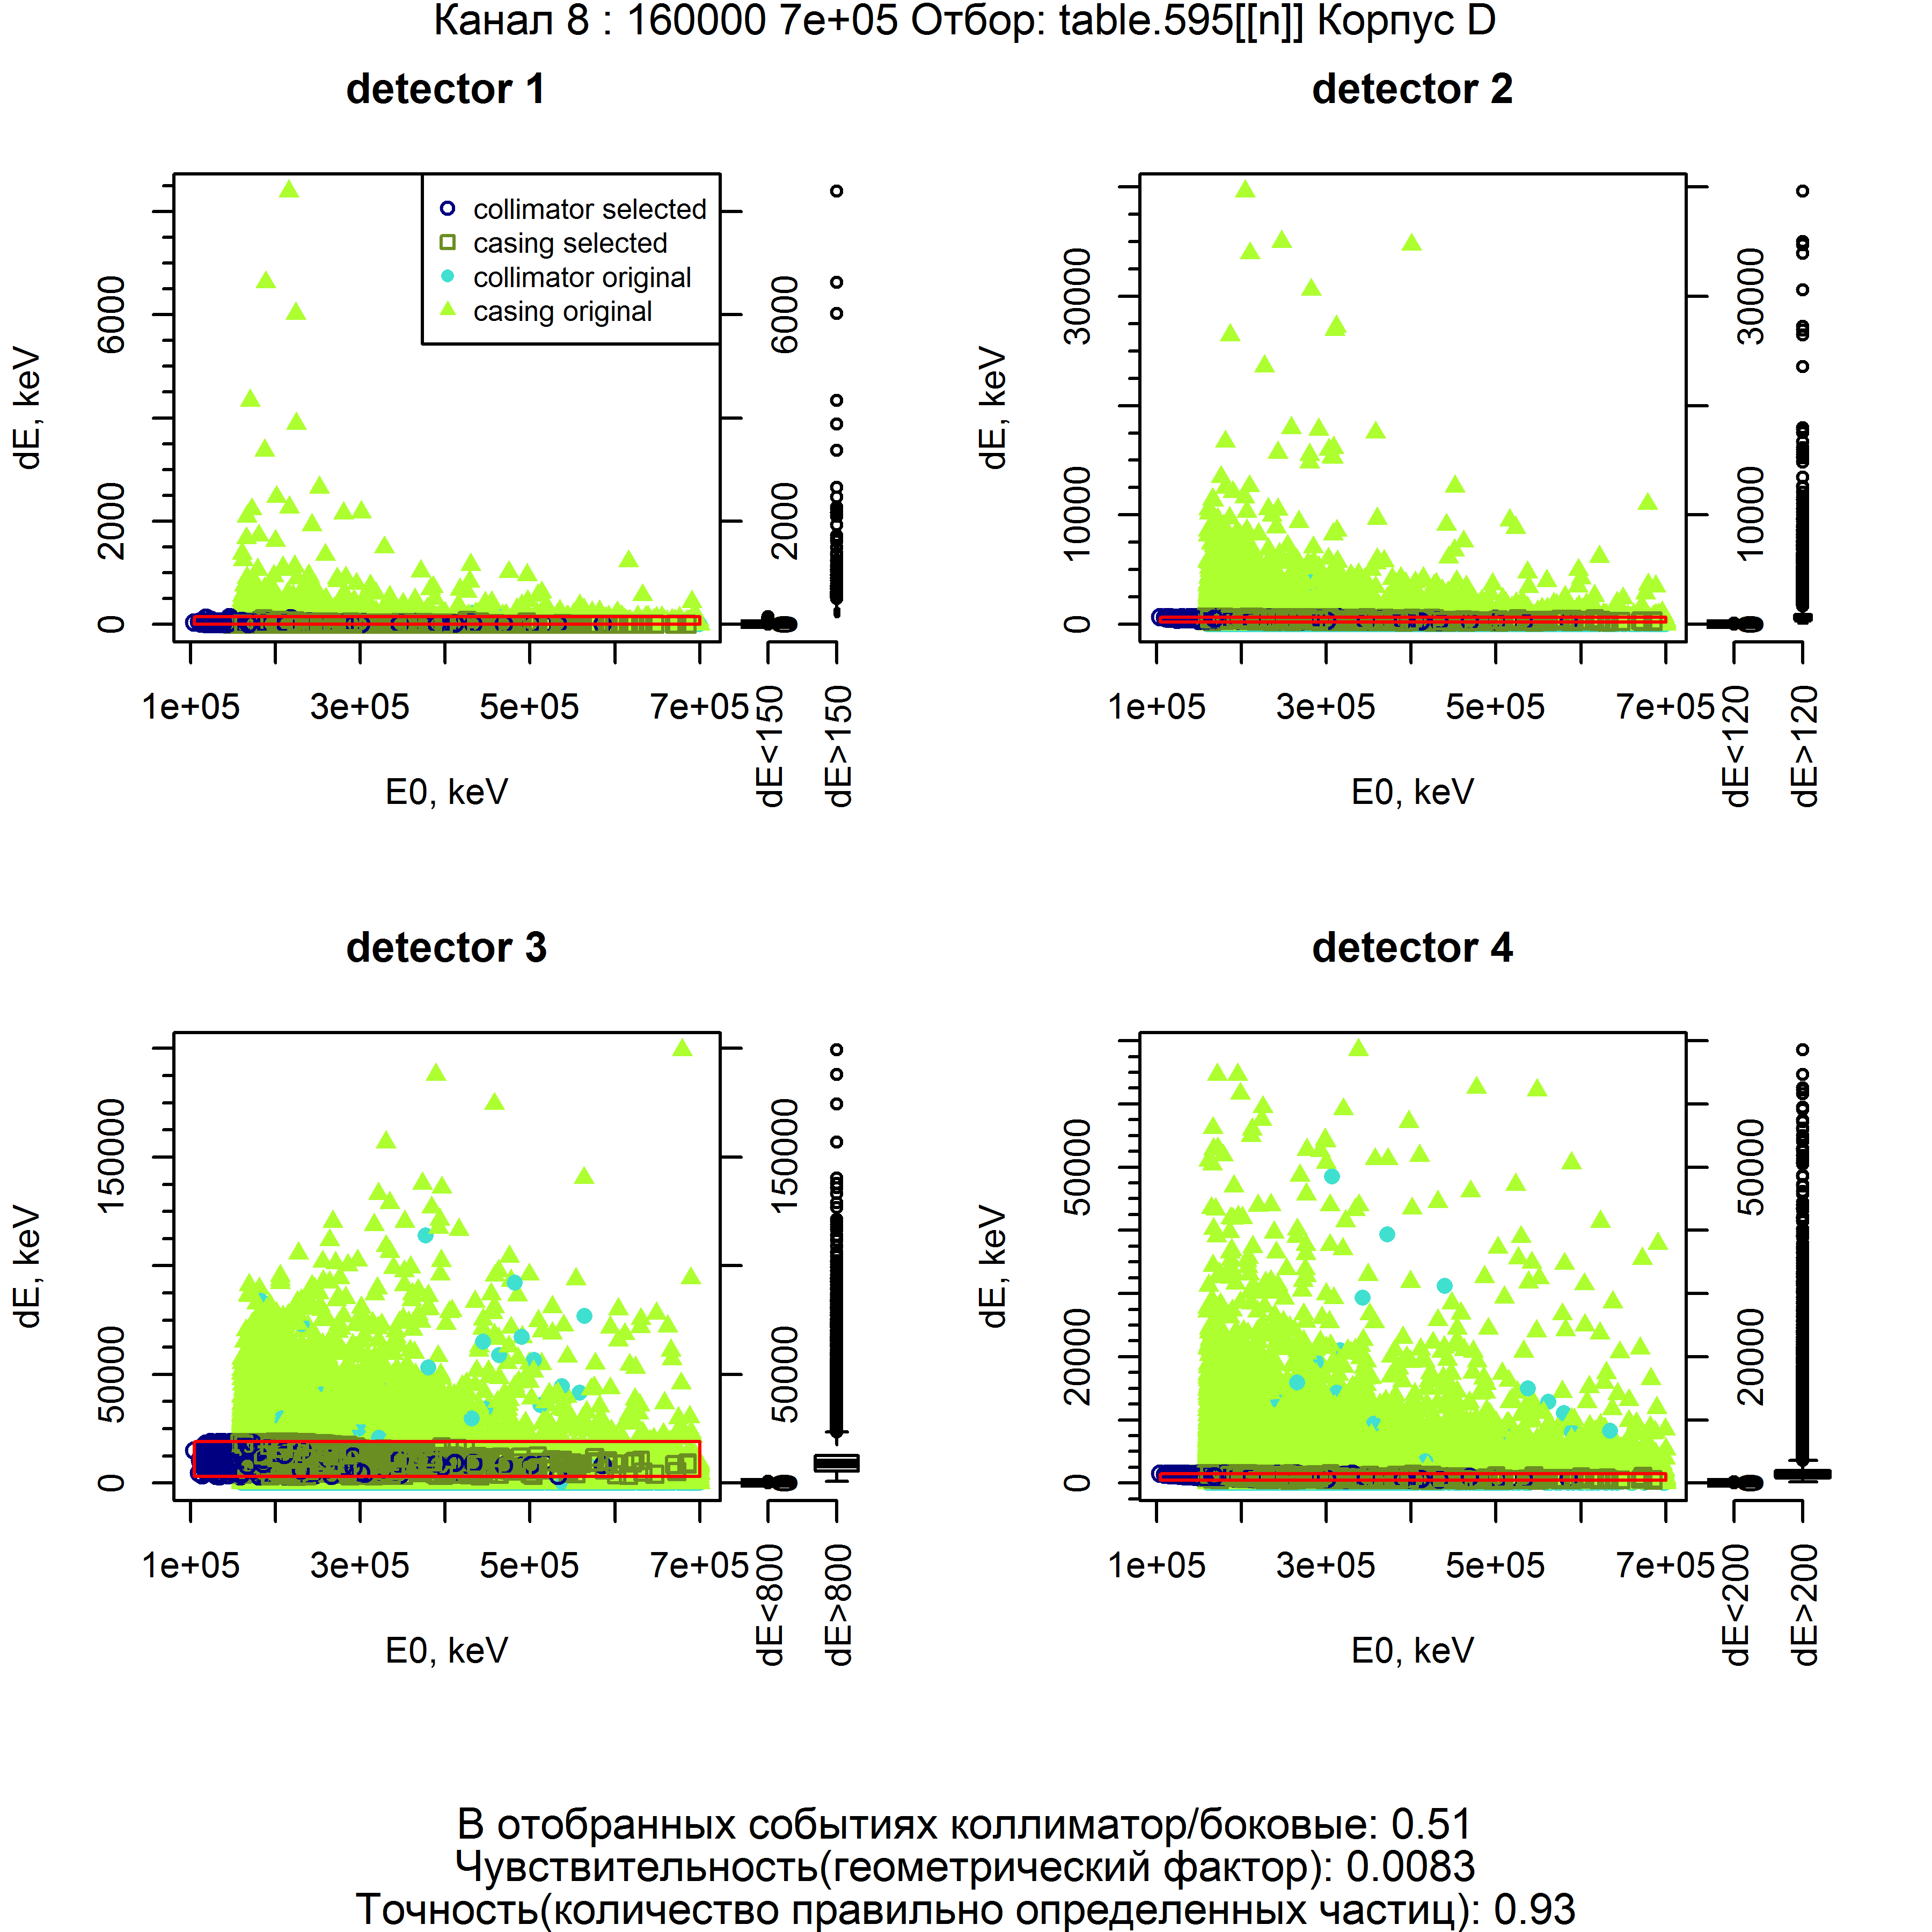 Канал 8 : 160000 7e+05 Отбор: table.595[[n]] Корпус D
detector 1
dE, keV
0 2000 6000
collimator selected
casing selected
collimator original
casing original
0 2000 6000
1e+05 3e+05 5e+05 7e+05
E0, keV
dE<150 dE>150
detector 2
dE, keV
0 10000 30000
10000 30000
0
1e+05 3e+05 5e+05 7e+05
E0, keV
dE<120 dE>120
detector 3
dE, keV
0 50000 150000
50000 150000
1e+05 3e+05 5e+05 7e+05
E0, keV
dE<800 dE>800
detector 4
dE, keV
0 20000 50000
20000 50000
1e+05 3e+05 5e+05 7e+05
E0, keV
dE<200 dE>200
В отобранных событиях коллиматор/боковые: 0.51
Чувствительность(геометрический фактор): 0.0083
Точность(количество правильно определенных частиц): 0.93